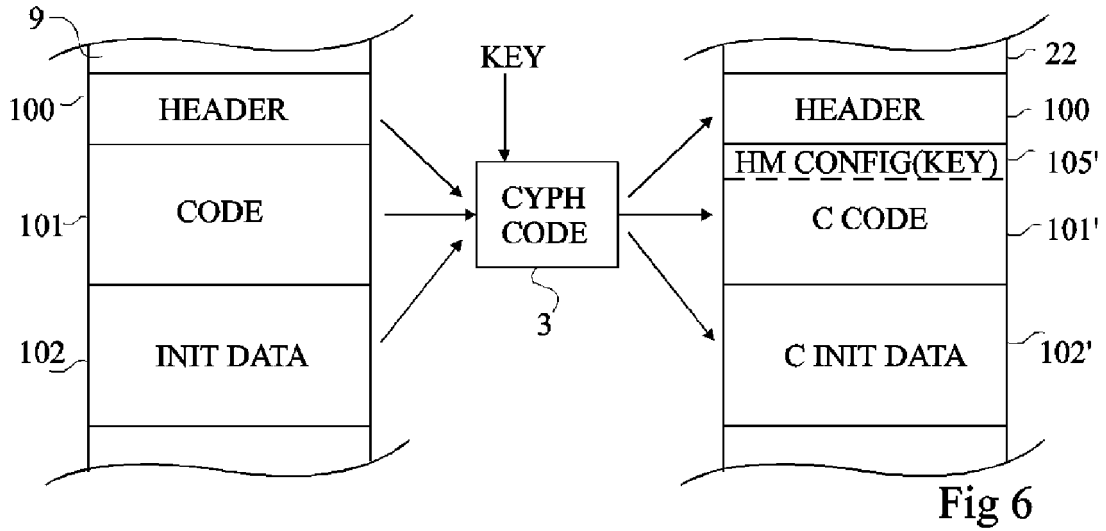 9
KEY
22
100
HEADER
HEADER
100
HM CONFIG(KEY)
105'
101
CODE
CYPH
CODE
C CODE
101'
3
102
INIT DATA
C INIT DATA
102'
Fig 6